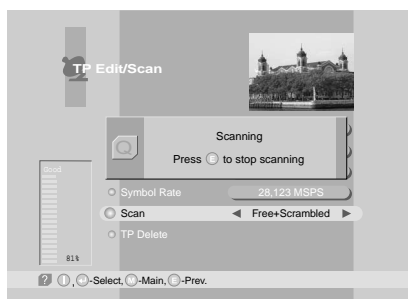 TP Edit/Scan
Scanning
Press E to stop scanning
Good
Symbol Rate 28,123 MSPS
Scan ◀ Free+Scrambled ▶
TP Delete
81%
-Select, M-Main, E-Prev.